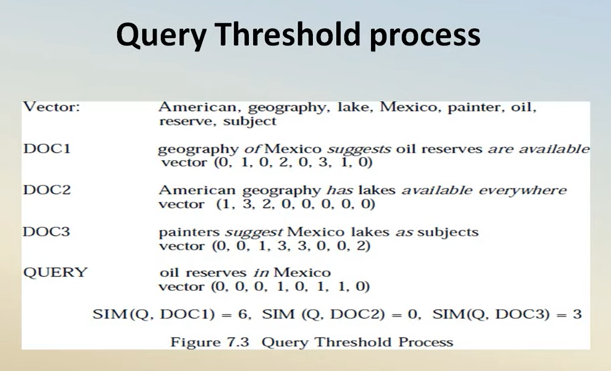 Query Threshold process
Vector: American, geography, lake, Mexico, painter, oil,
reserve, subject
DOC1 geography of Mexico suggests oil reserves are available
vector (0, 1, 0, 2, 0, 3, 1, 0)
DOC2 American geography has lakes available everywhere
vector (1, 3, 2, 0, 0, 0, 0, 0)
DOC3 painters suggest Mexico lakes as subjects
vector (0, 0, 1, 3, 3, 0, 0, 2)
QUERY oil reserves in Mexico
vector (0, 0, 0, 1, 0, 1, 1, 0)
SIM(Q, DOC1) = 6, SIM (Q, DOC2) = 0, SIM(Q, DOC3) = 3
Figure 7.3 Query Threshold Process